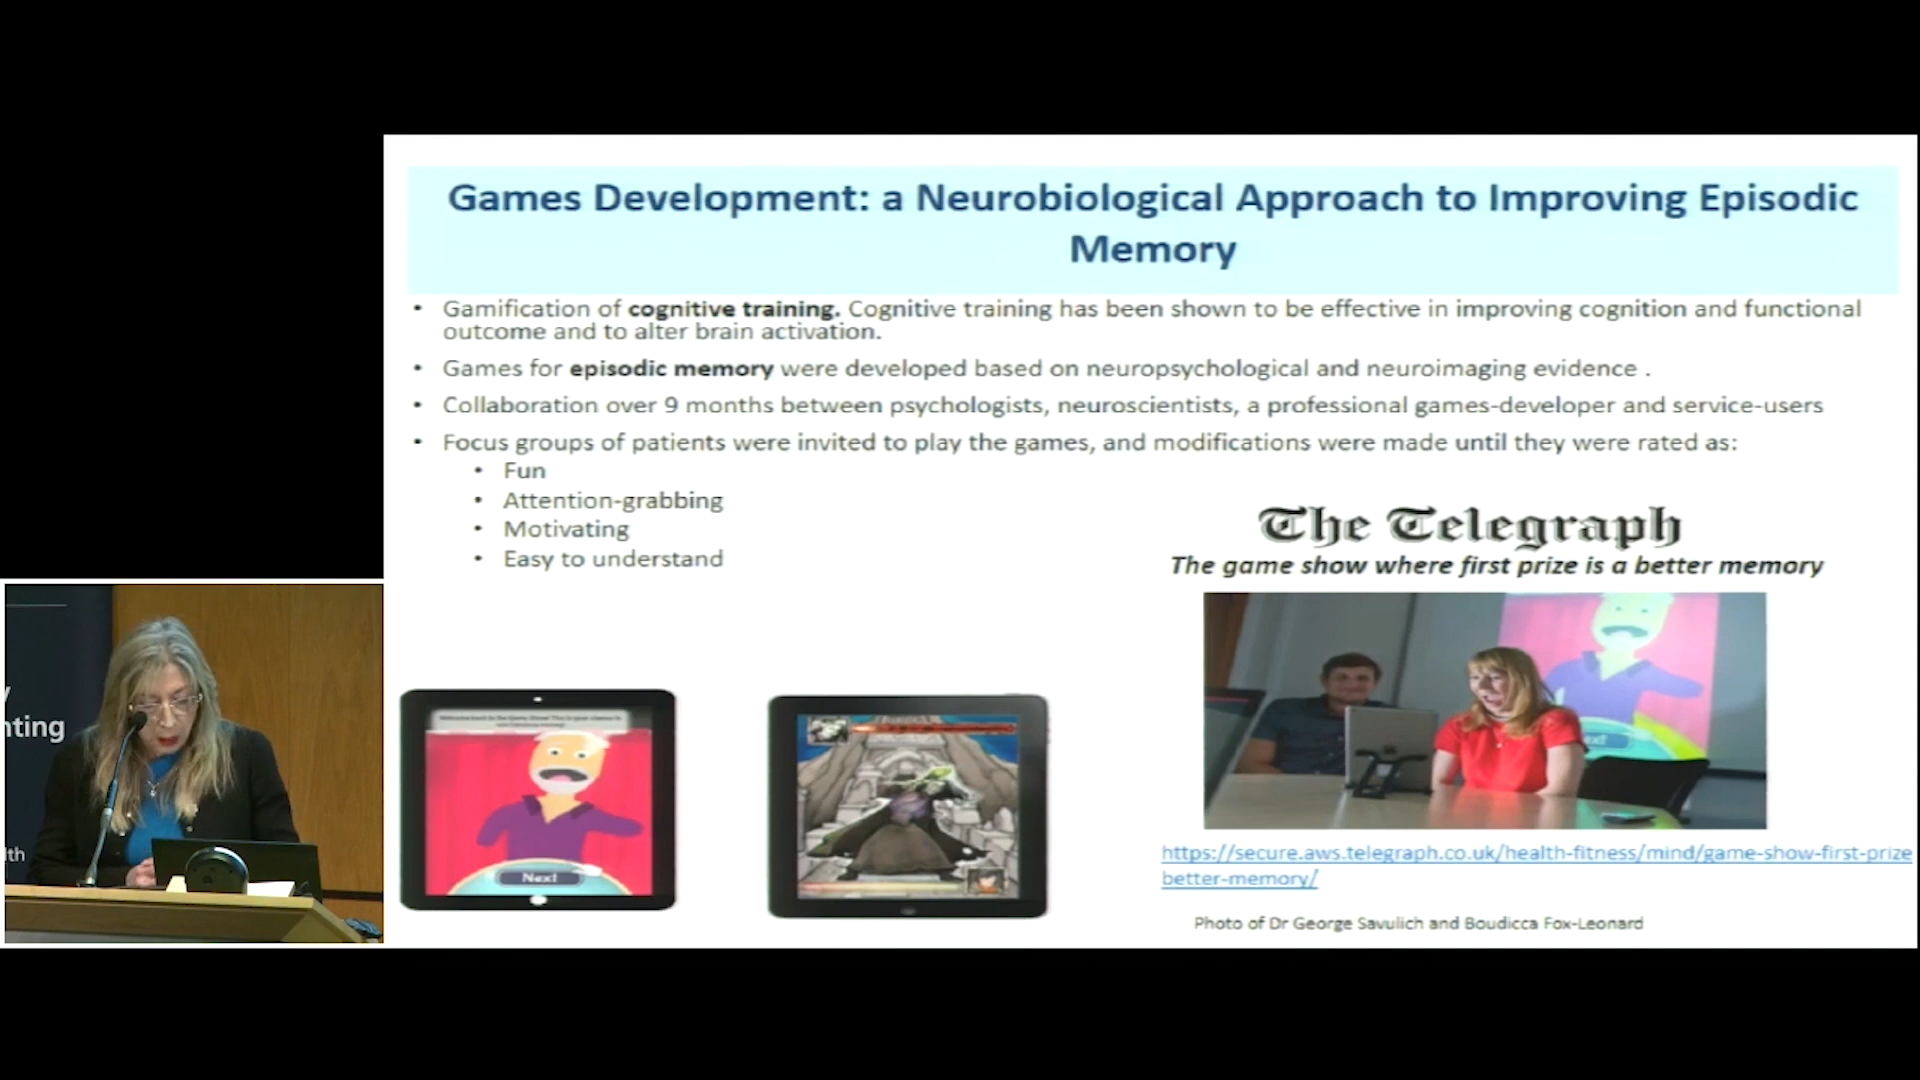 Games Development: a Neurobiological Approach to Improving Episodic
Memory
• Gamification of cognitive training. Cognitive training has been shown to be effective in improving cognition and functional
outcome and to alter brain activation.
• Games for episodic memory were developed based on neuropsychological and neuroimaging evidence .
• Collaboration over 9 months between psychologists, neuroscientists, a professional games-developer and service-users
• Focus groups of patients were invited to play the games, and modifications were made until they were rated as:
• Fun
• Attention-grabbing
• Motivating
• Easy to understand
The Telegraph
The game show where first prize is a better memory
Next
https://secure.aws.telegraph.co.uk/health-fitness/mind/game-show-first-prize
better-memory/
Photo of Dr George Savulich and Boudicca Fox-Leonard
y
nting
lth